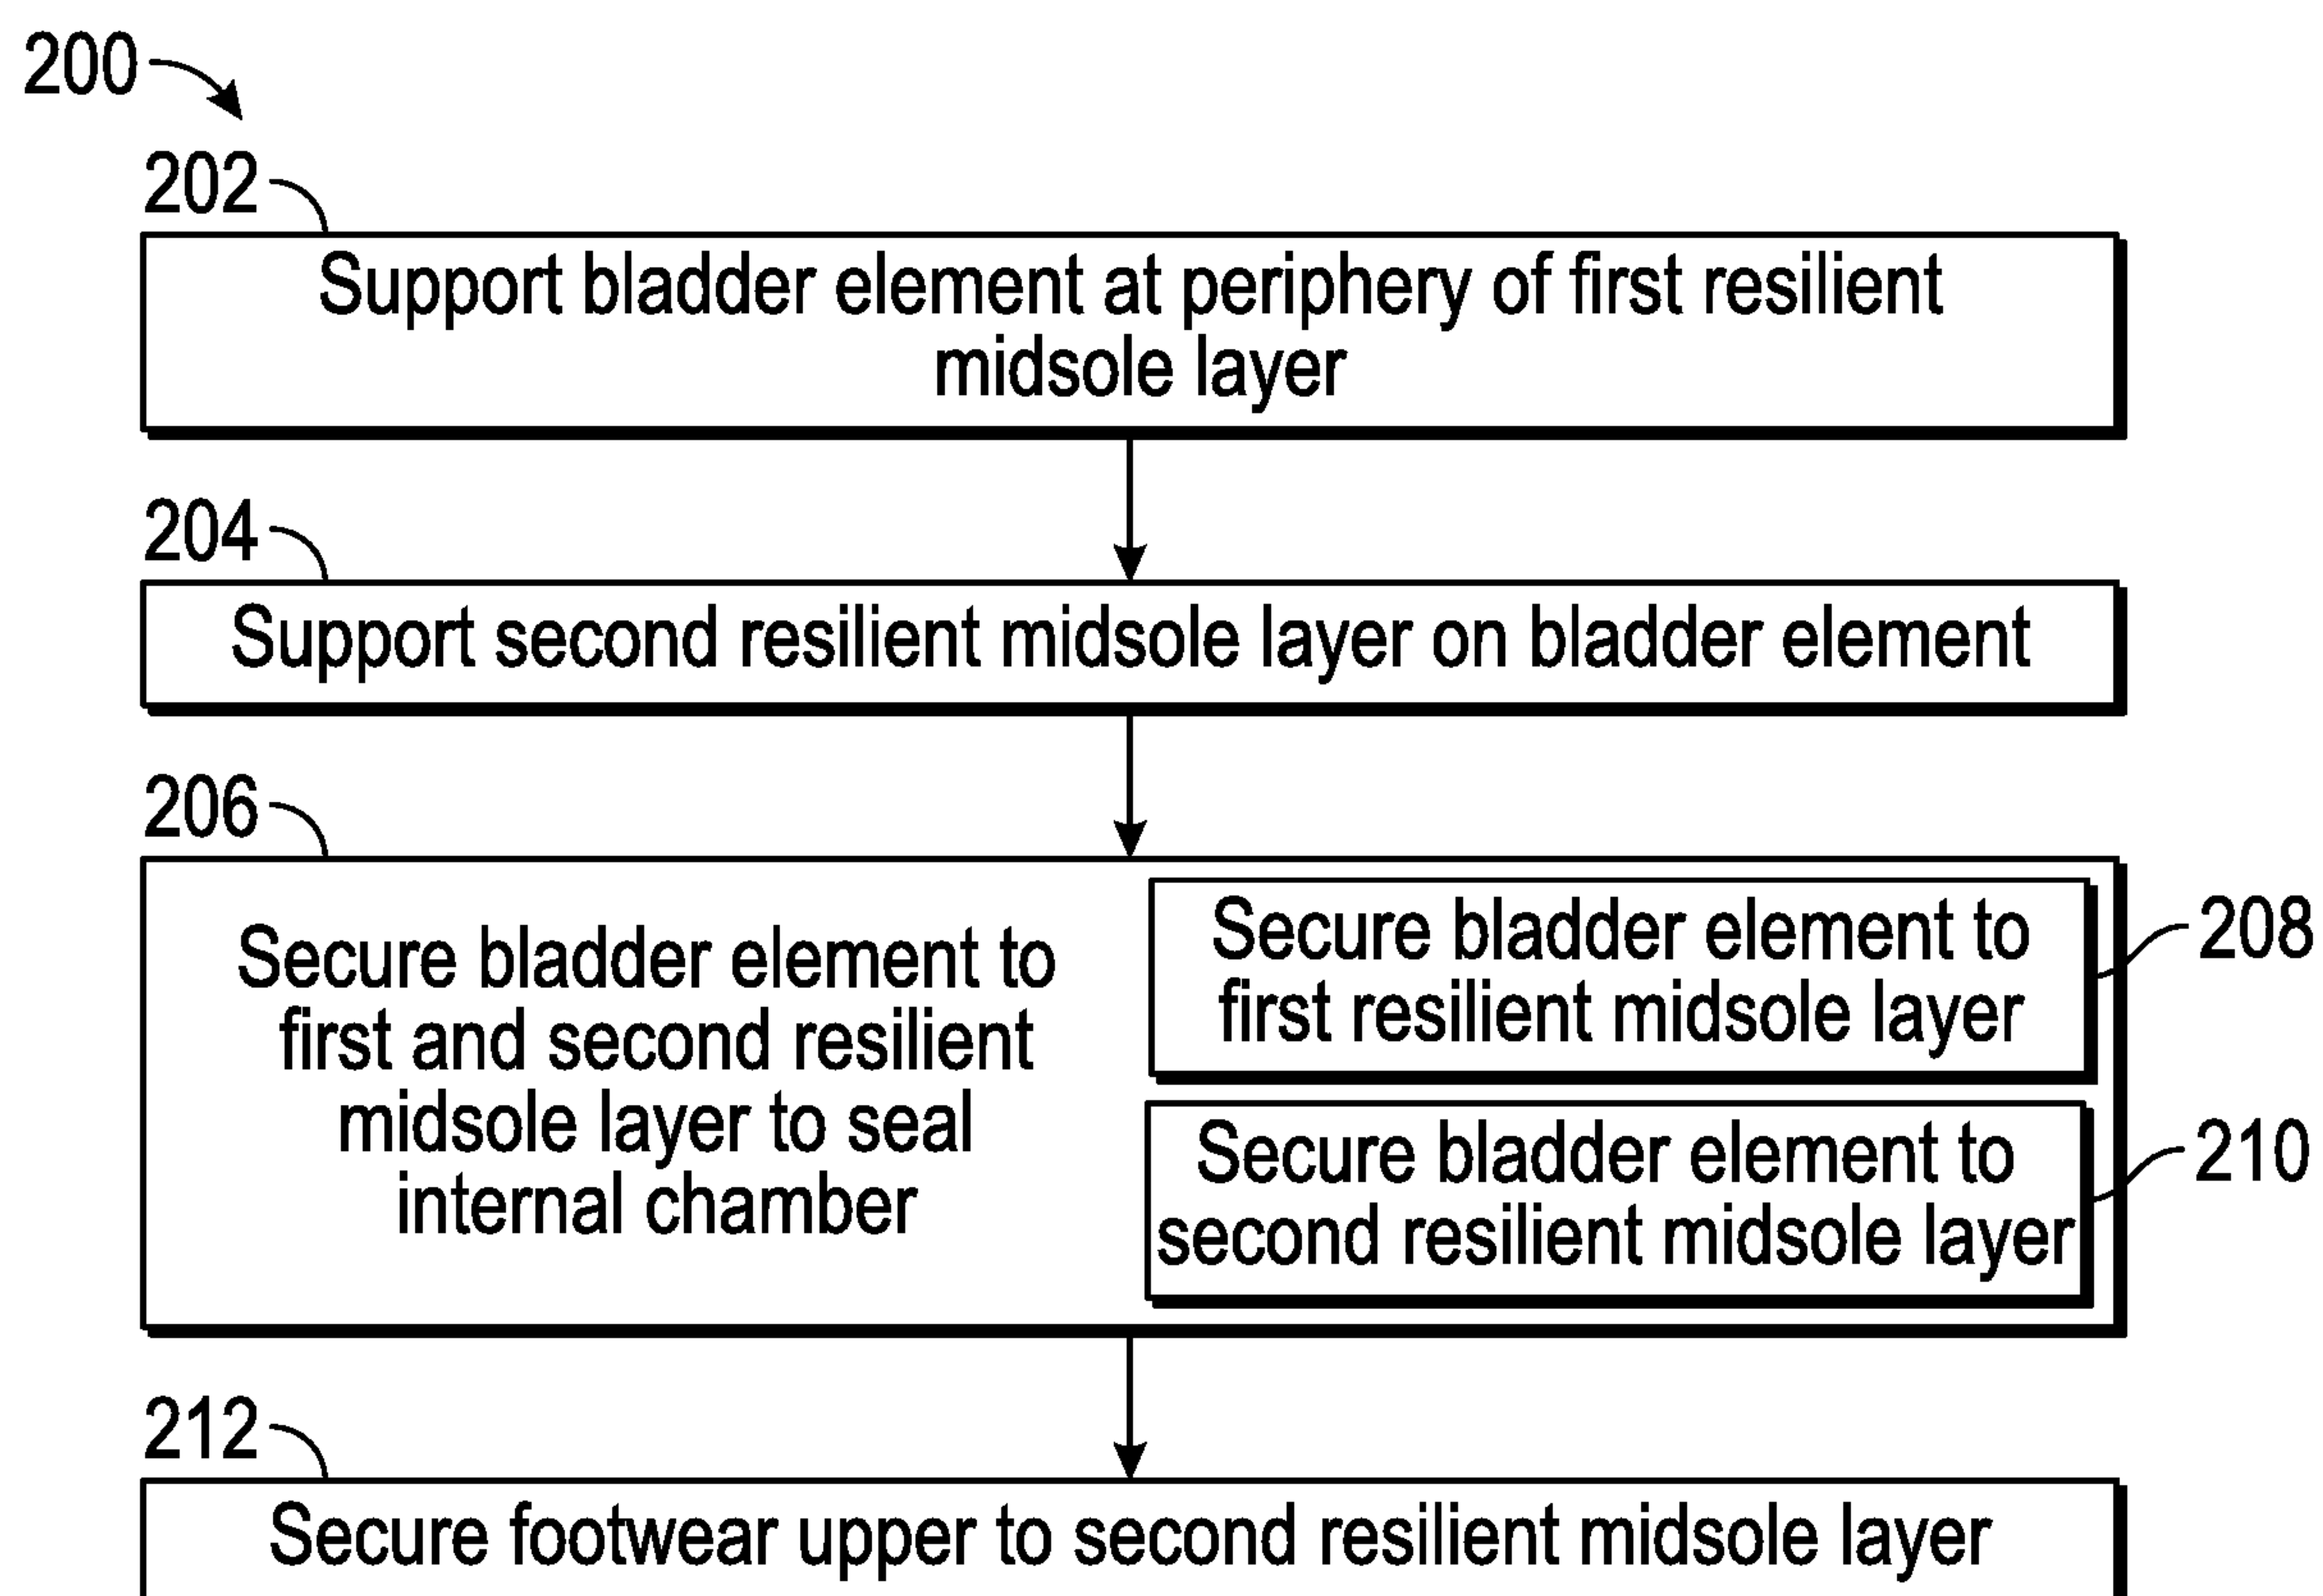 200
202
Support bladder element at periphery of first resilient
midsole layer
204
Support second resilient midsole layer on bladder element
206
Secure bladder element to
first and second resilient
midsole layer to seal
internal chamber
Secure bladder element to
first resilient midsole layer
208
Secure bladder element to
second resilient midsole layer
210
212
Secure footwear upper to second resilient midsole layer